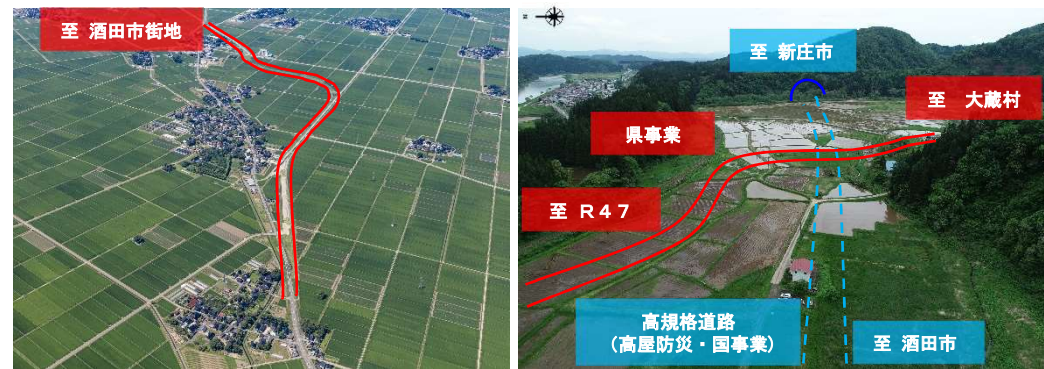 至 酒田市街地
至 新庄市
至 大蔵村
県事業
至 R47
高規格道路
(高屋防災・国事業)
至 酒田市